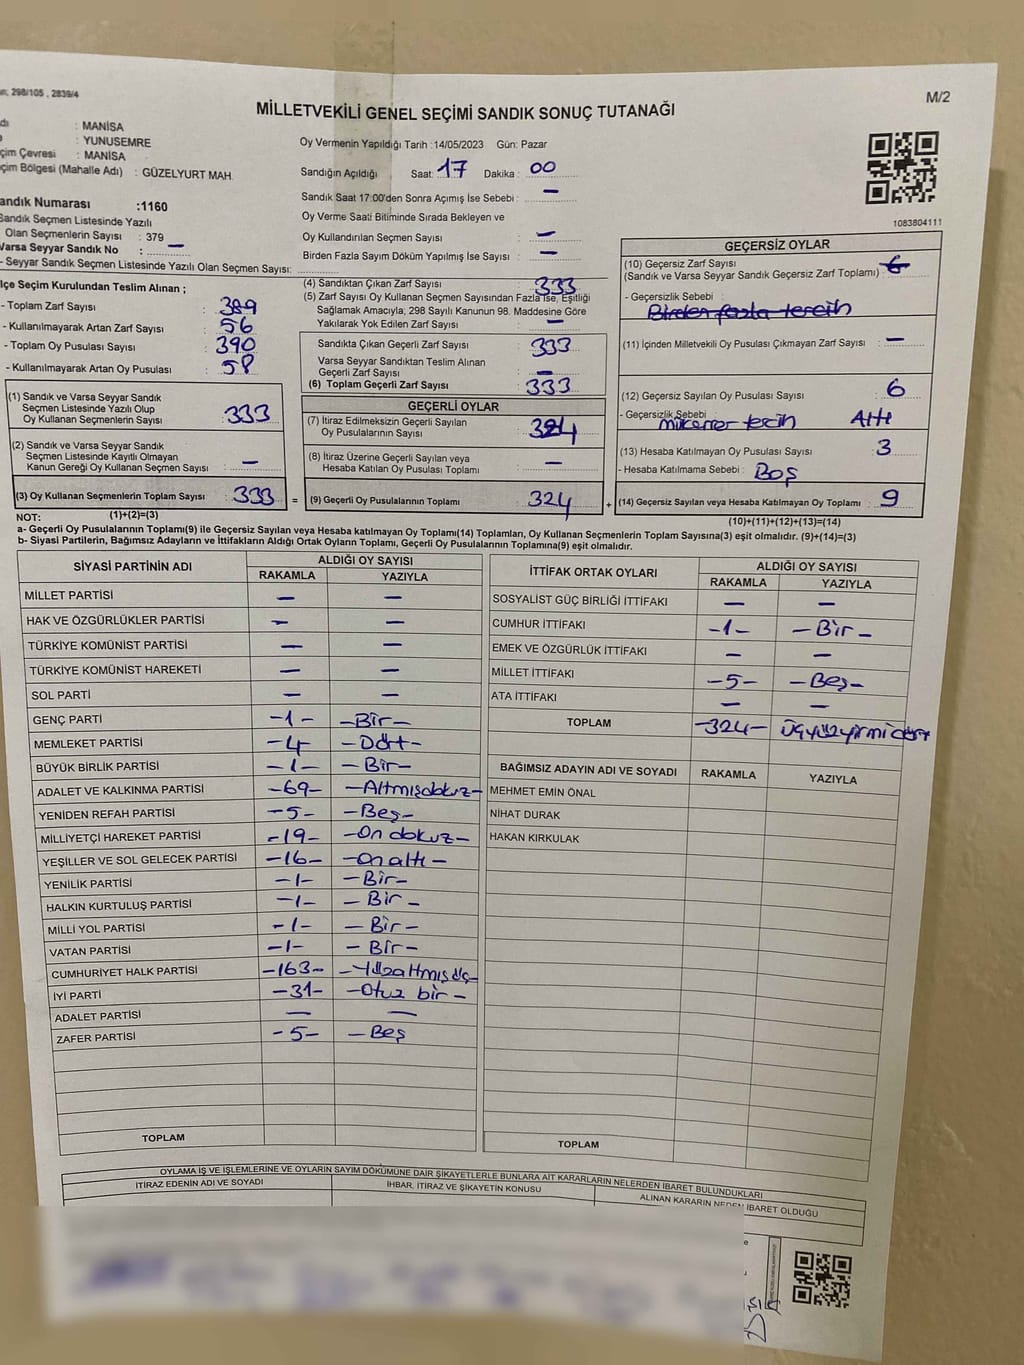 298/105 , 2839/4
M/2
MİLLETVEKİLİ GENEL SEÇİMİ SANDIK SONUÇ TUTANAĞI
: MANİSA
: YUNUSEMRE
çim Çevresi : MANİSA
çim Bölgesi (Mahalle Adı) : GÜZELYURT MAH.
andık Numarası :1160
Sandık Seçmen Listesinde Yazılı
Olan Seçmenlerin Sayısı : 379
Varsa Seyyar Sandık No : —
- Seyyar Sandık Seçmen Listesinde Yazılı Olan Seçmen Sayısı:
Oy Vermenin Yapıldığı Tarih :14/05/2023 Gün: Pazar
Sandığın Açıldığı Saat: 17 Dakika : 00
Sandık Saat 17:00'den Sonra Açılmış İse Sebebi : —
Oy Verme Saati Bitiminde Sırada Bekleyen ve
Oy Kullandırılan Seçmen Sayısı : —
Birden Fazla Sayım Döküm Yapılmış İse Sayısı : —
1083804111
lçe Seçim Kurulundan Teslim Alınan ;
- Toplam Zarf Sayısı : 389
- Kullanılmayarak Artan Zarf Sayısı : 56
- Toplam Oy Pusulası Sayısı : 390
- Kullanılmayarak Artan Oy Pusulası : 58
(4) Sandıktan Çıkan Zarf Sayısı : 333
(5) Zarf Sayısı Oy Kullanan Seçmen Sayısından Fazla İse, Eşitliği
Sağlamak Amacıyla; 298 Sayılı Kanunun 98. Maddesine Göre
Yakılarak Yok Edilen Zarf Sayısı : —
Sandıkta Çıkan Geçerli Zarf Sayısı : 333
Varsa Seyyar Sandıktan Teslim Alınan
Geçerli Zarf Sayısı : —
(6) Toplam Geçerli Zarf Sayısı : 333
GEÇERSİZ OYLAR
(10) Geçersiz Zarf Sayısı
(Sandık ve Varsa Seyyar Sandık Geçersiz Zarf Toplamı) : 6
- Geçersizlik Sebebi :
Birden fazla tercih
(11) İçinden Milletvekili Oy Pusulası Çıkmayan Zarf Sayısı : —
(12) Geçersiz Sayılan Oy Pusulası Sayısı : 6
- Geçersizlik Sebebi : mükerrer tecih Altı
(13) Hesaba Katılmayan Oy Pusulası Sayısı : 3
- Hesaba Katılmama Sebebi : Boş
(14) Geçersiz Sayılan veya Hesaba Katılmayan Oy Toplamı : 9
(10)+(11)+(12)+(13)=(14)
(1) Sandık ve Varsa Seyyar Sandık
Seçmen Listesinde Yazılı Olup
Oy Kullanan Seçmenlerin Sayısı : 333
(2) Sandık ve Varsa Seyyar Sandık
Seçmen Listesinde Kayıtlı Olmayan
Kanun Gereği Oy Kullanan Seçmen Sayısı : —
(3) Oy Kullanan Seçmenlerin Toplam Sayısı : 333 =
(1)+(2)=(3)
GEÇERLİ OYLAR
(7) İtiraz Edilmeksizin Geçerli Sayılan
Oy Pusulalarının Sayısı : 324
(8) İtiraz Üzerine Geçerli Sayılan veya
Hesaba Katılan Oy Pusulası Toplamı : —
(9) Geçerli Oy Pusulalarının Toplamı : 324 +
NOT:
a- Geçerli Oy Pusulalarının Toplamı(9) ile Geçersiz Sayılan veya Hesaba katılmayan Oy Toplamı(14) Toplamları, Oy Kullanan Seçmenlerin Toplam Sayısına(3) eşit olmalıdır. (9)+(14)=(3)
b- Siyasi Partilerin, Bağımsız Adayların ve İttifakların Aldığı Ortak Oyların Toplamı, Geçerli Oy Pusulalarının Toplamına(9) eşit olmalıdır.
SİYASİ PARTİNİN ADI ALDIĞI OY SAYISI
RAKAMLA YAZIYLA
MİLLET PARTİSİ — —
HAK VE ÖZGÜRLÜKLER PARTİSİ — —
TÜRKİYE KOMÜNİST PARTİSİ — —
TÜRKİYE KOMÜNİST HAREKETİ — —
SOL PARTİ — —
GENÇ PARTİ -1- -Bir-
MEMLEKET PARTİSİ -4- -Dört-
BÜYÜK BİRLİK PARTİSİ -1- -Bir-
ADALET VE KALKINMA PARTİSİ -69- -Altmışdokuz-
YENİDEN REFAH PARTİSİ -5- -Beş-
MİLLİYETÇİ HAREKET PARTİSİ -19- -On dokuz-
YEŞİLLER VE SOL GELECEK PARTİSİ -16- -On altı-
YENİLİK PARTİSİ -1- -Bir-
HALKIN KURTULUŞ PARTİSİ -1- -Bir-
MİLLİ YOL PARTİSİ -1- -Bir-
VATAN PARTİSİ -1- -Bir-
CUMHURİYET HALK PARTİSİ -163- -Yüzaltmışüç-
İYİ PARTİ -31- -Otuz bir-
ADALET PARTİSİ — —
ZAFER PARTİSİ -5- -Beş
TOPLAM
İTTİFAK ORTAK OYLARI ALDIĞI OY SAYISI
RAKAMLA YAZIYLA
SOSYALİST GÜÇ BİRLİĞİ İTTİFAKI — —
CUMHUR İTTİFAKI -1- -Bir-
EMEK VE ÖZGÜRLÜK İTTİFAKI — —
MİLLET İTTİFAKI -5- -Beş-
ATA İTTİFAKI — —
TOPLAM -324- Üçyüzyirmidört
BAĞIMSIZ ADAYIN ADI VE SOYADI RAKAMLA YAZIYLA
MEHMET EMİN ÖNAL
NİHAT DURAK
HAKAN KIRKULAK
TOPLAM
OYLAMA İŞ VE İŞLEMLERİNE VE OYLARIN SAYIM DÖKÜMÜNE DAİR ŞİKAYETLERLE BUNLARA AİT KARARLARIN NELERDEN İBARET BULUNDUKLARI
İTİRAZ EDENİN ADI VE SOYADI İHBAR, İTİRAZ VE ŞİKAYETİN KONUSU ALINAN KARARIN NEDEN İBARET OLDUĞU